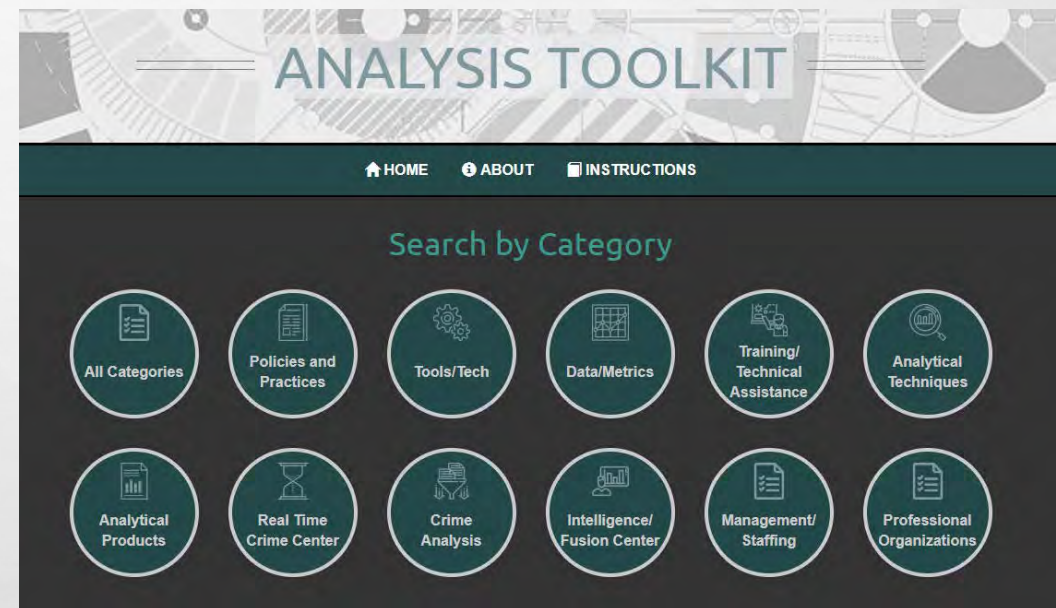 ANALYSIS TOOLKIT
HOME ABOUT INSTRUCTIONS
Search by Category
All Categories
Policies and
Practices
Tools/Tech
Data/Metrics
Training/
Technical
Assistance
Analytical
Techniques
Analytical
Products
Real Time
Crime Center
Crime
Analysis
Intelligence/
Fusion Center
Management/
Staffing
Professional
Organizations